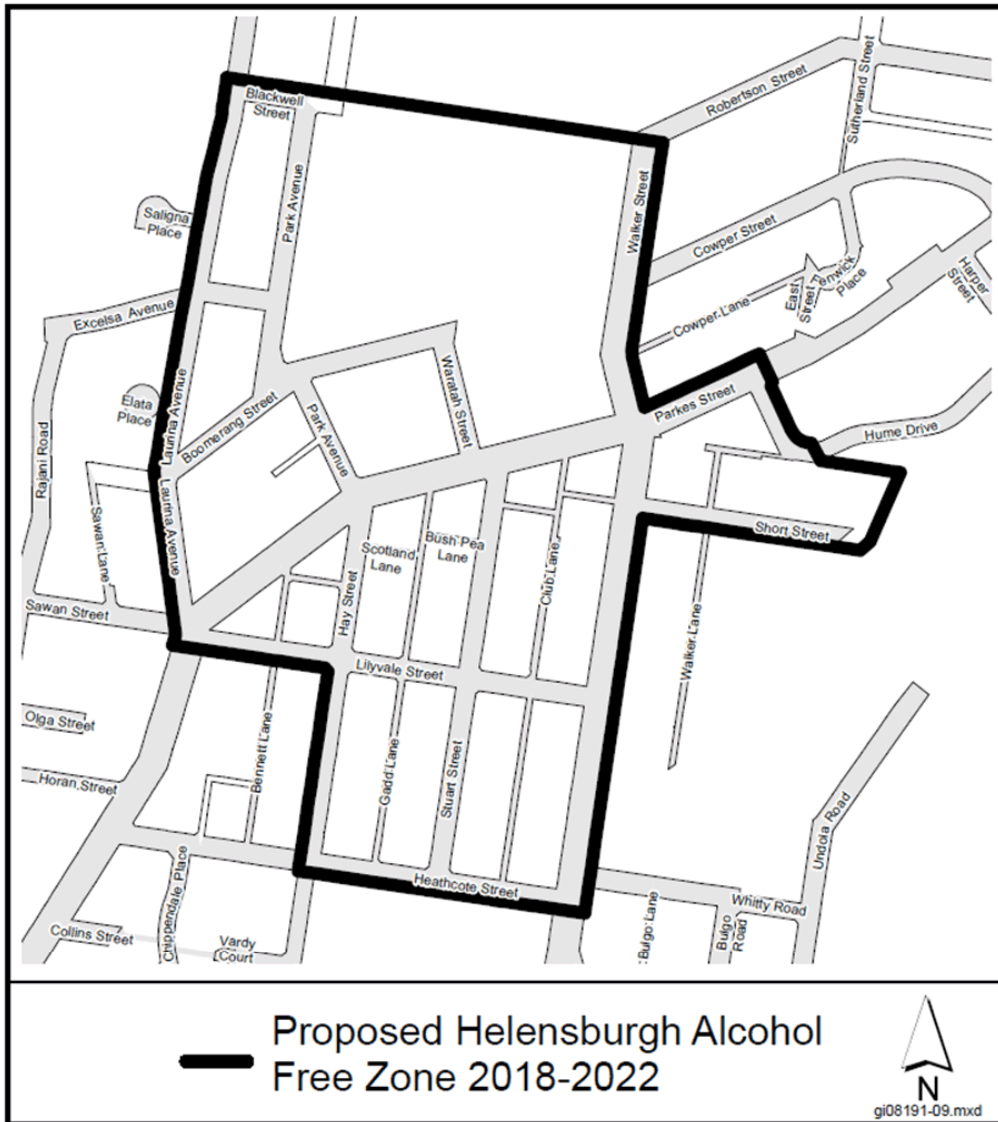 Blackwell
Street
Robertson Street
Sutherland Street
Park Avenue
Walker Street
Saligna
Place
Cowper Street
Fenwick
Place
East
Street
Harper
Street
Excelsa Avenue
Cowper Lane
Elata
Place
Laurina Avenue
Boomerang Street
Park Avenue
Waratah Street
Parkes Street
Hume Drive
Rajani Road
Sawan Lane
Laurina Avenue
Scotland
Lane
Bush Pea
Lane
Club Lane
Short Street
Hay Street
Sawan Street
Lilyvale Street
Walker Lane
Olga Street
Bennett Lane
Gadd Lane
Stuart Street
Horan Street
Undola Road
Heathcote Street
Chippendale Place
Whitty Road
Bulgo Lane
Bulgo
Road
Collins Street
Vardy
Court
Proposed Helensburgh Alcohol
Free Zone 2018-2022
N
gi08191-09.mxd